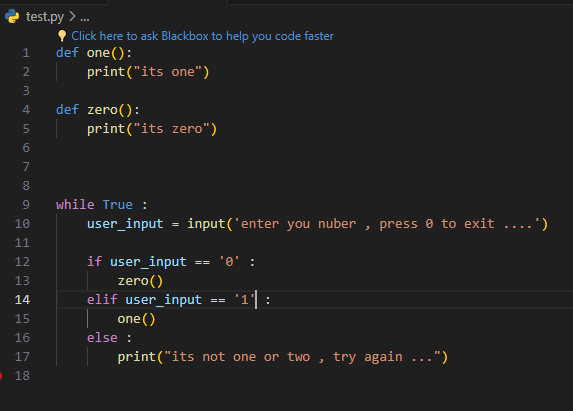 test.py > ...
Click here to ask Blackbox to help you code faster
1 def one():
2     print("its one")
3
4 def zero():
5     print("its zero")
6
7
8
9 while True :
10     user_input = input('enter you nuber , press 0 to exit ....')
11
12     if user_input == '0' :
13         zero()
14     elif user_input == '1' :
15         one()
16     else :
17         print("its not one or two , try again ...")
18